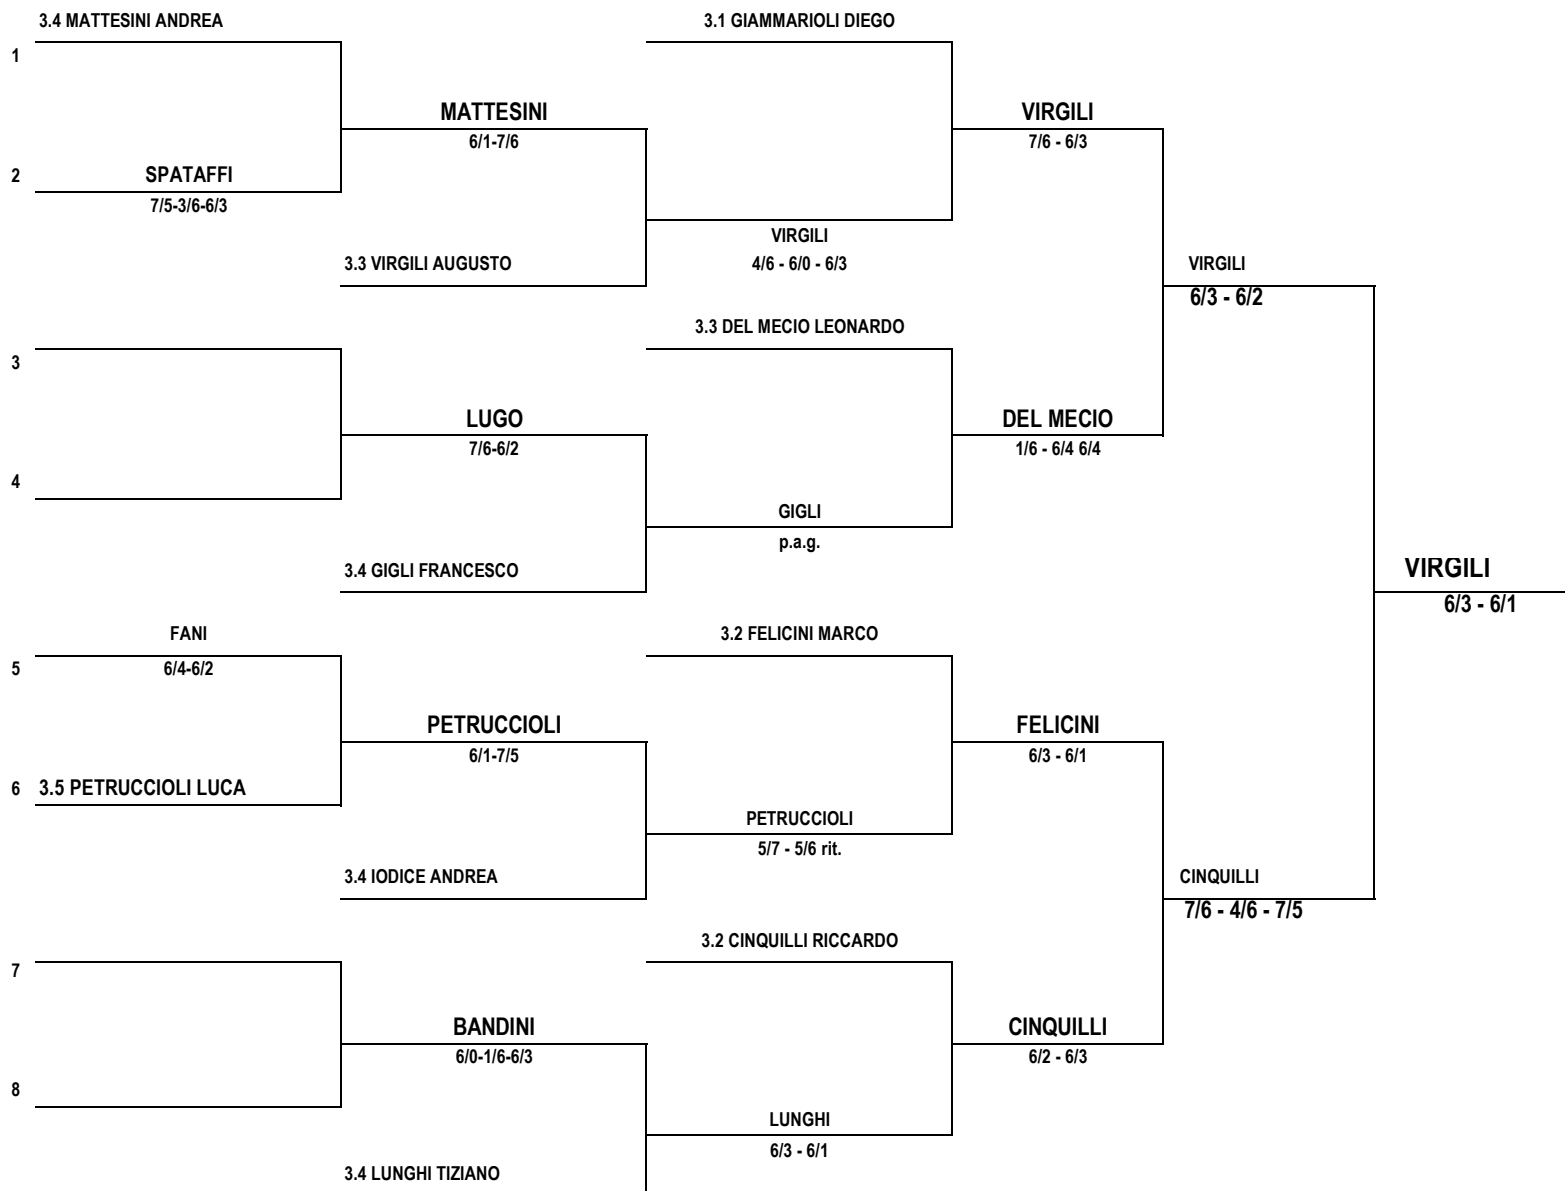 3.4 MATTESINI ANDREA
3.1 GIAMMARIOLI DIEGO
1
MATTESINI
VIRGILI
6/1-7/6
7/6 - 6/3
2
SPATAFFI
7/5-3/6-6/3
VIRGILI
3.3 VIRGILI AUGUSTO
4/6 - 6/0 - 6/3
VIRGILI
6/3 - 6/2
3.3 DEL MECIO LEONARDO
3
LUGO
DEL MECIO
7/6-6/2
1/6 - 6/4 6/4
4
GIGLI
p.a.g.
3.4 GIGLI FRANCESCO
VIRGILI
6/3 - 6/1
FANI
3.2 FELICINI MARCO
5
6/4-6/2
PETRUCCIOLI
FELICINI
6/1-7/5
6/3 - 6/1
6
3.5 PETRUCCIOLI LUCA
PETRUCCIOLI
5/7 - 5/6 rit.
3.4 IODICE ANDREA
CINQUILLI
7/6 - 4/6 - 7/5
3.2 CINQUILLI RICCARDO
7
BANDINI
CINQUILLI
6/0-1/6-6/3
6/2 - 6/3
8
LUNGHI
6/3 - 6/1
3.4 LUNGHI TIZIANO